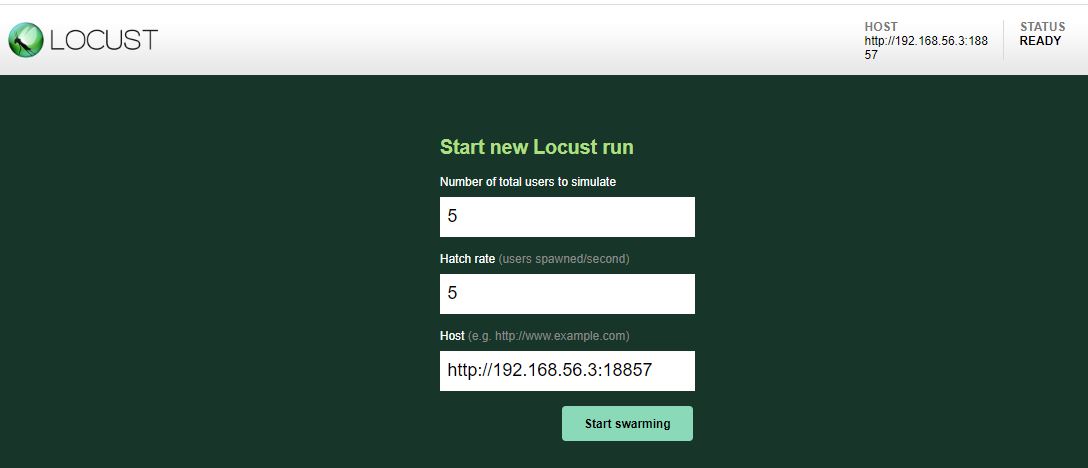 LOCUST
HOST
http://192.168.56.3:188
57
STATUS
READY
Start new Locust run
Number of total users to simulate
5
Hatch rate (users spawned/second)
5
Host (e.g. http://www.example.com)
http://192.168.56.3:18857
Start swarming